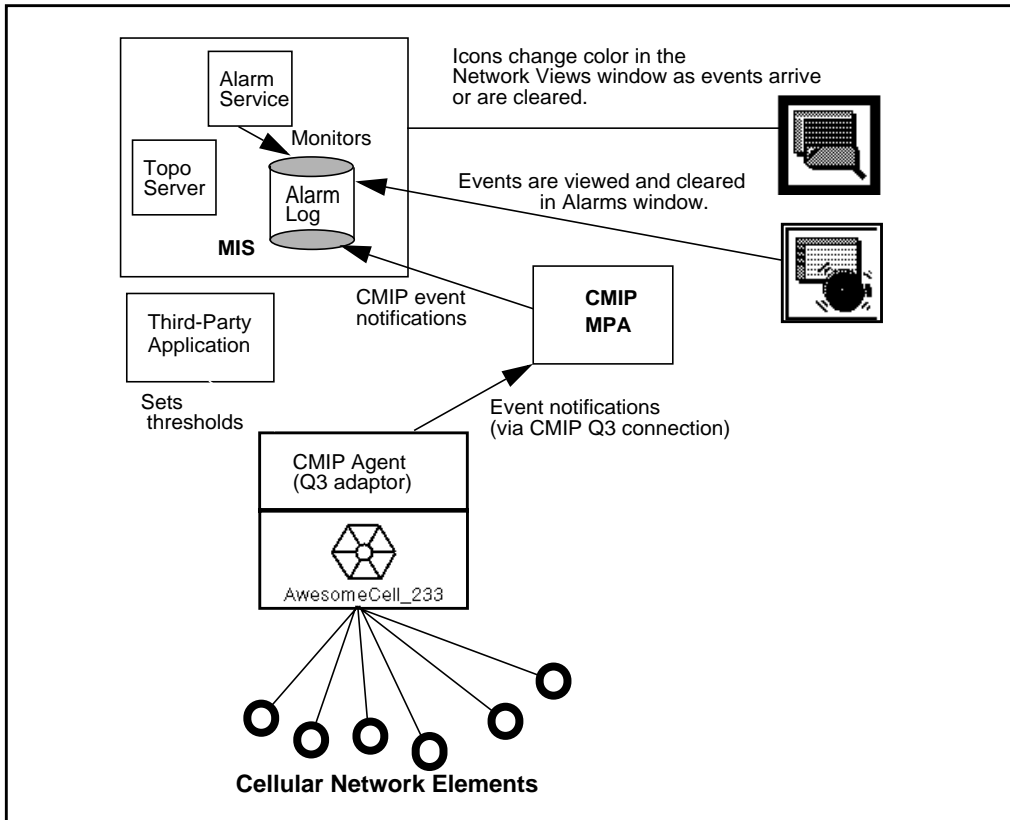 Icons change color in the
Network Views window as events arrive
or are cleared.
Alarm
Service
Monitors
Topo
Server
Alarm
Log
MIS
Events are viewed and cleared
in Alarms window.
CMIP event
notifications
CMIP
MPA
Third-Party
Application
Sets
thresholds
Event notifications
(via CMIP Q3 connection)
CMIP Agent
(Q3 adaptor)
AwesomeCell_233
Cellular Network Elements